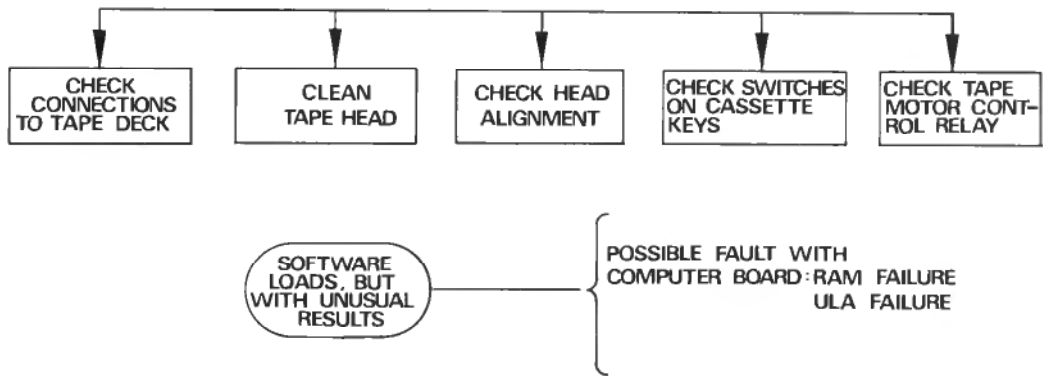 CHECK
CONNECTIONS
TO TAPE DECK
CLEAN
TAPE HEAD
CHECK HEAD
ALIGNMENT
CHECK SWITCHES
ON CASSETTE
KEYS
CHECK TAPE
MOTOR CONT-
ROL RELAY
SOFTWARE
LOADS, BUT
WITH UNUSUAL
RESULTS
POSSIBLE FAULT WITH
COMPUTER BOARD: RAM FAILURE
ULA FAILURE